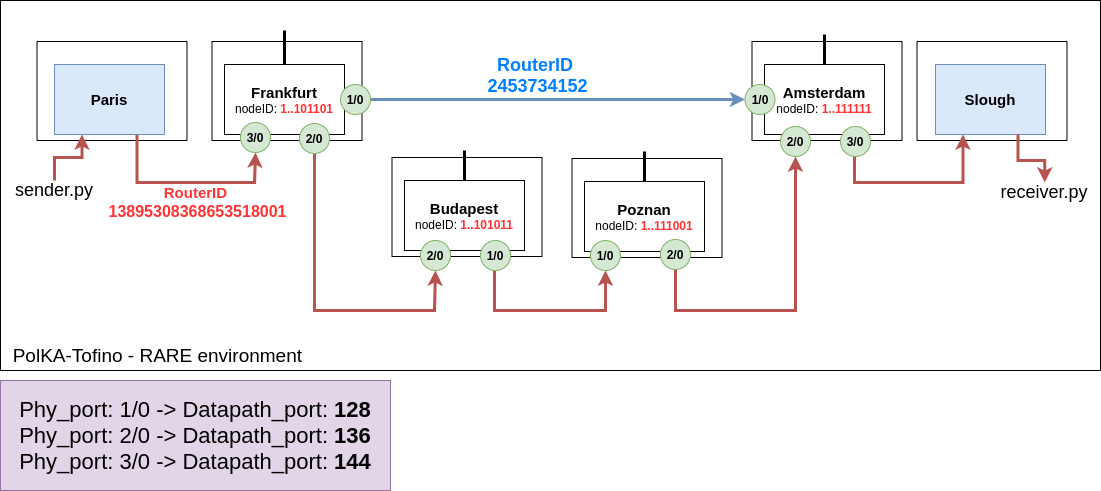 RouterID
2453734152
Paris
Frankfurt
nodeID: 1..101101
1/0
3/0
2/0
1/0
Amsterdam
nodeID: 1..111111
2/0
3/0
Slough
sender.py
RouterID
13895308368653518001
Budapest
nodeID: 1..101011
2/0
1/0
Poznan
nodeID: 1..111001
1/0
2/0
receiver.py
PolKA-Tofino - RARE environment
Phy_port: 1/0 -> Datapath_port: 128
Phy_port: 2/0 -> Datapath_port: 136
Phy_port: 3/0 -> Datapath_port: 144